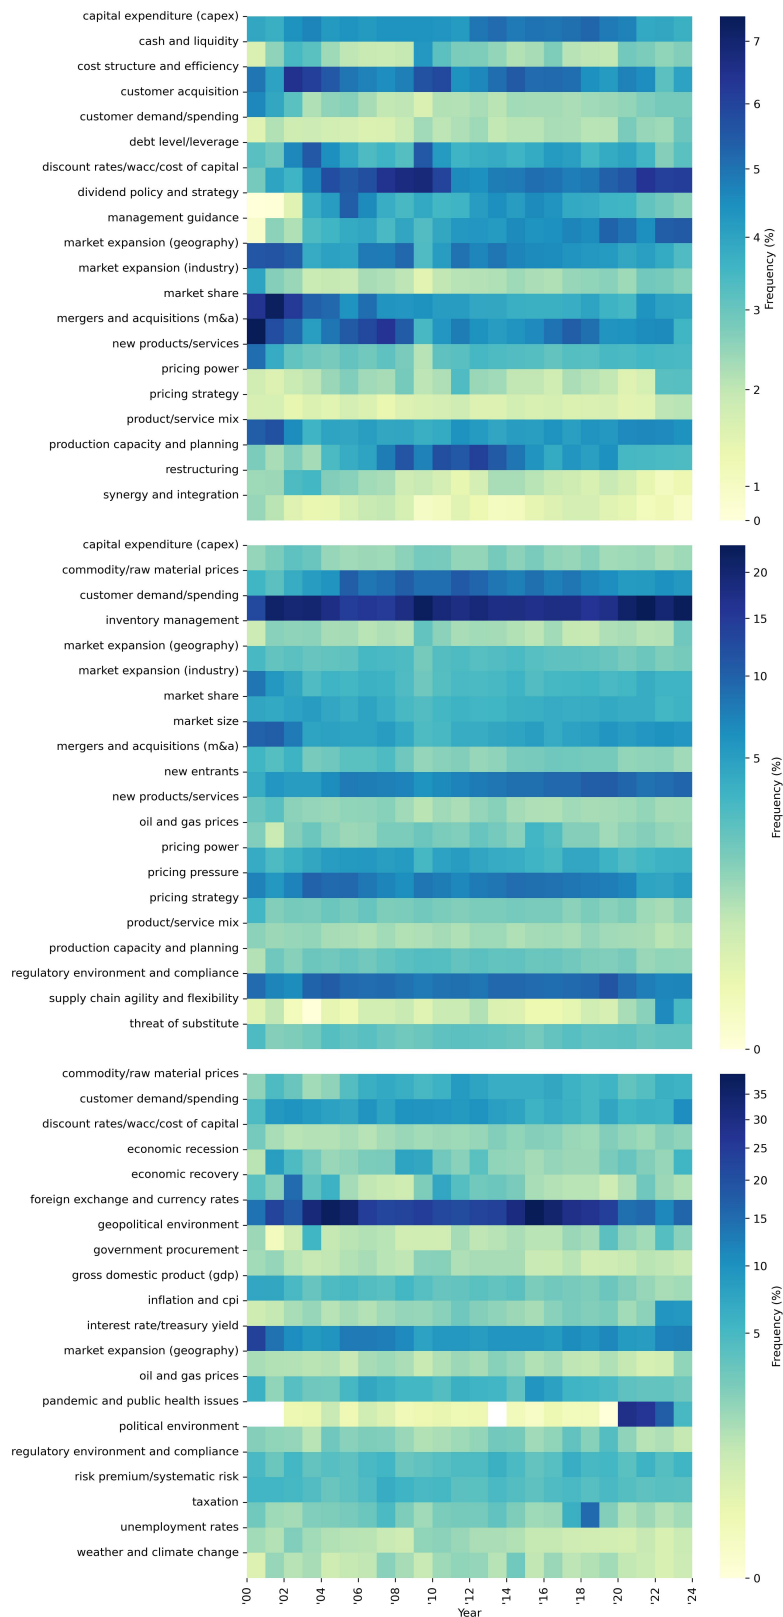 capital expenditure (capex)
cash and liquidity
cost structure and efficiency
customer acquisition
customer demand/spending
debt level/leverage
discount rates/wacc/cost of capital
dividend policy and strategy
management guidance
market expansion (geography)
market expansion (industry)
market share
mergers and acquisitions (m&a)
new products/services
pricing power
pricing strategy
product/service mix
production capacity and planning
restructuring
synergy and integration
7
6
5
4
3
2
1
0
Frequency (%)
capital expenditure (capex)
commodity/raw material prices
customer demand/spending
inventory management
market expansion (geography)
market expansion (industry)
market share
market size
mergers and acquisitions (m&a)
new entrants
new products/services
oil and gas prices
pricing power
pricing pressure
pricing strategy
product/service mix
production capacity and planning
regulatory environment and compliance
supply chain agility and flexibility
threat of substitute
20
15
10
5
0
Frequency (%)
commodity/raw material prices
customer demand/spending
discount rates/wacc/cost of capital
economic recession
economic recovery
foreign exchange and currency rates
geopolitical environment
government procurement
gross domestic product (gdp)
inflation and cpi
interest rate/treasury yield
market expansion (geography)
oil and gas prices
pandemic and public health issues
political environment
regulatory environment and compliance
risk premium/systematic risk
taxation
unemployment rates
weather and climate change
35
30
25
20
15
10
5
0
Frequency (%)
'00 '02 '04 '06 '08 '10 '12 '14 '16 '18 '20 '22 '24
Year